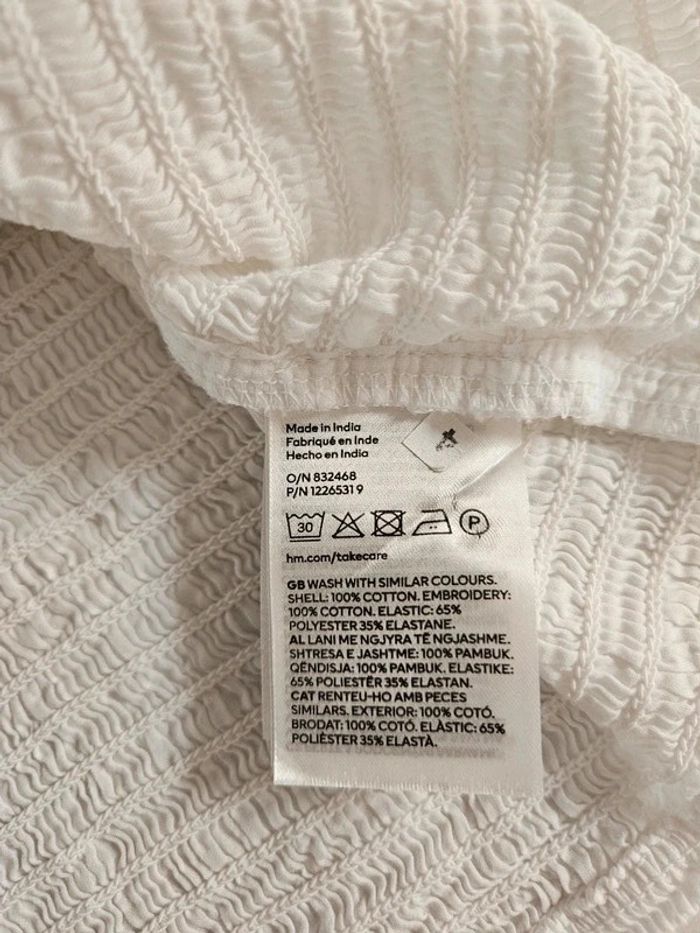 Made in India
Fabriqué en Inde
Hecho en India
O/N 832468
P/N 1226531 9
30
P
hm.com/takecare
GB WASH WITH SIMILAR COLOURS.
SHELL: 100% COTTON. EMBROIDERY:
100% COTTON. ELASTIC: 65%
POLYESTER 35% ELASTANE.
AL LANI ME NGJYRA TË NGJASHME.
SHTRESA E JASHTME: 100% PAMBUK.
QËNDISJA: 100% PAMBUK. ELASTIKE:
65% POLIESTËR 35% ELASTAN.
CAT RENTEU-HO AMB PECES
SIMILARS. EXTERIOR: 100% COTÓ.
BRODAT: 100% COTÓ. ELÀSTIC: 65%
POLIÈSTER 35% ELASTÀ.